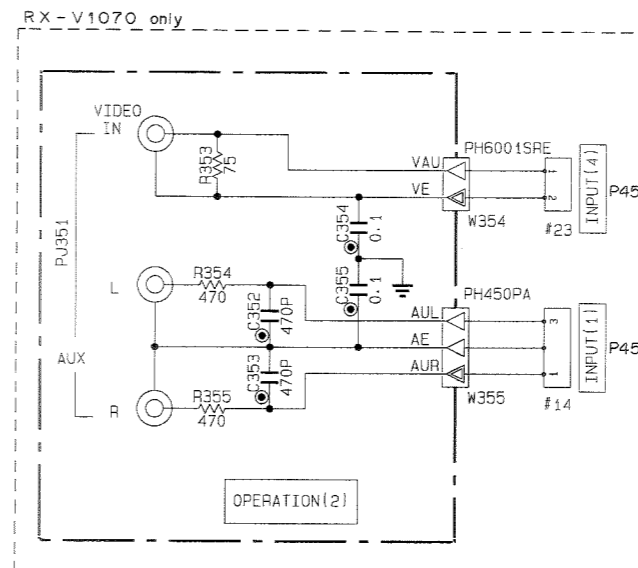 RX-V1070 only
VIDEO
IN
R353
75
VAU
VE
PH6001SRE
1
2
W354
#23
INPUT(4)
P45
C354
0.1
C355
0.1
PJ351
L
R354
470
C352
470P
AUX
C353
470P
R
R355
470
AUL
AE
AUR
PH450PA
3
1
W355
#14
INPUT(1)
P45
OPERATION(2)